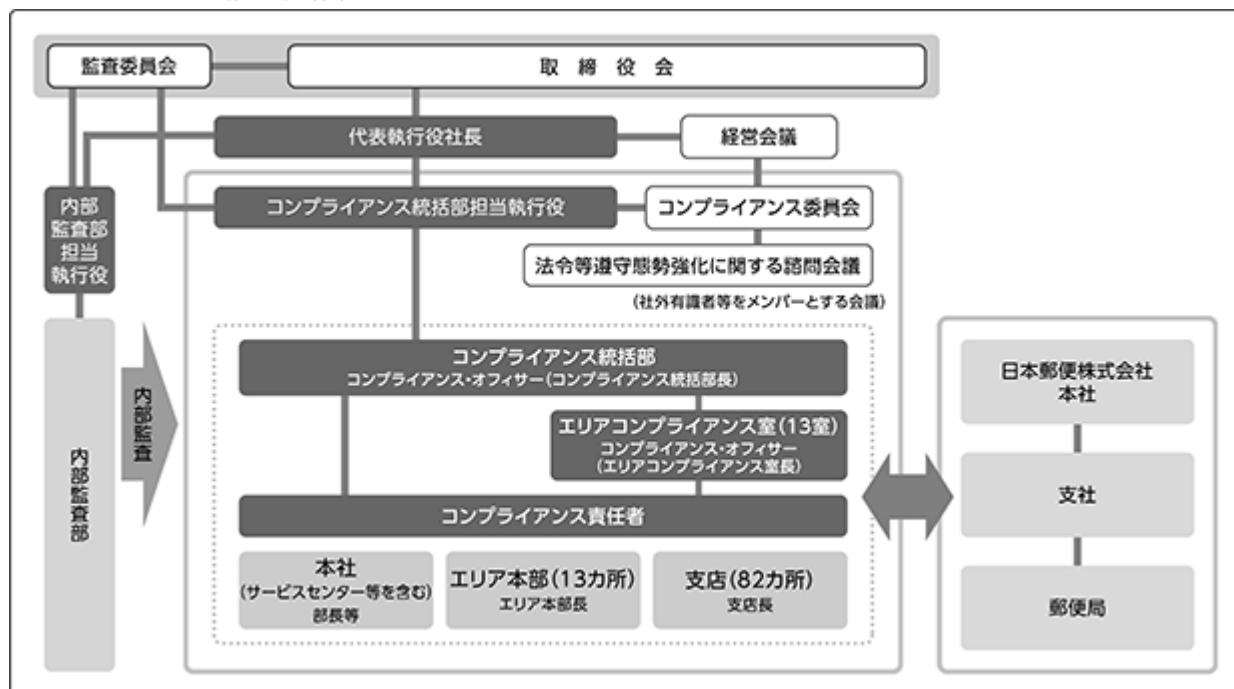 監査委員会
取締役会
代表執行役社長
経営会議
内部
監査部
担当
執行役
コンプライアンス統括部担当執行役
コンプライアンス委員会
法令等遵守態勢強化に関する諮問会議
(社外有識者等をメンバーとする会議)
内部監査部
内部監査
コンプライアンス統括部
コンプライアンス・オフィサー(コンプライアンス統括部長)
エリアコンプライアンス室(13室)
コンプライアンス・オフィサー
(エリアコンプライアンス室長)
コンプライアンス責任者
本社
(サービスセンター等を含む)
部長等
エリア本部(13カ所)
エリア本部長
支店(82カ所)
支店長
日本郵便株式会社
本社
支社
郵便局